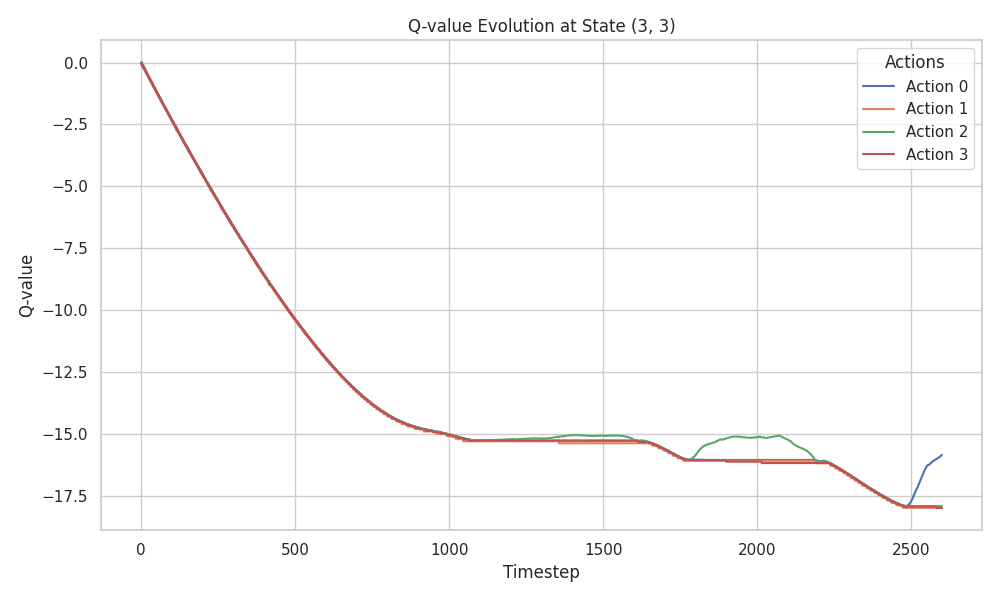 Q-value Evolution at State (3, 3)
Actions
Action 0
Action 1
Action 2
Action 3
Q-value
0.0
−2.5
−5.0
−7.5
−10.0
−12.5
−15.0
−17.5
0 500 1000 1500 2000 2500
Timestep